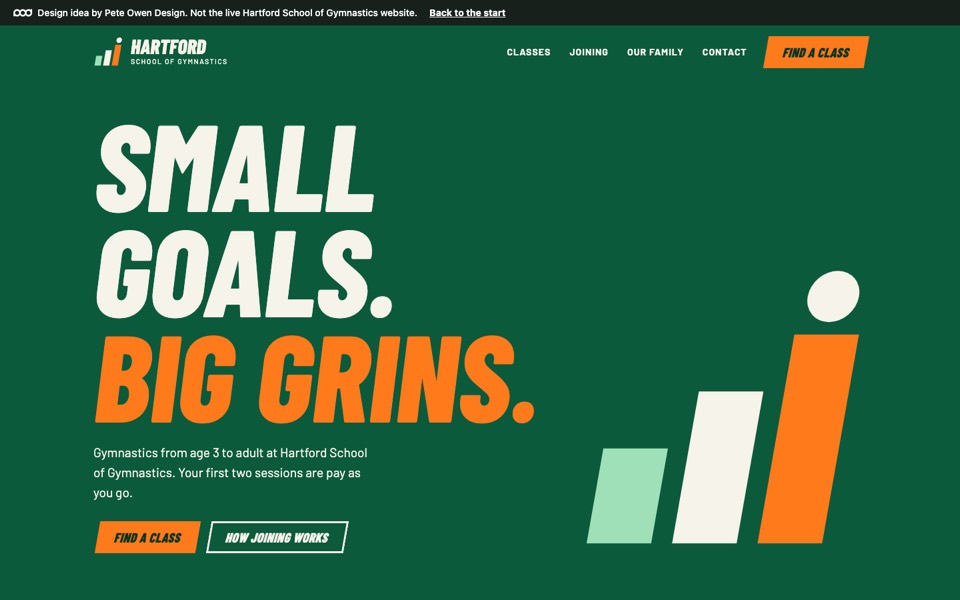 Design idea by Pete Owen Design. Not the live Hartford School of Gymnastics website. Back to the start
HARTFORD
SCHOOL OF GYMNASTICS
CLASSES JOINING OUR FAMILY CONTACT FIND A CLASS
SMALL
GOALS.
BIG GRINS.
Gymnastics from age 3 to adult at Hartford School
of Gymnastics. Your first two sessions are pay as
you go.
FIND A CLASS HOW JOINING WORKS